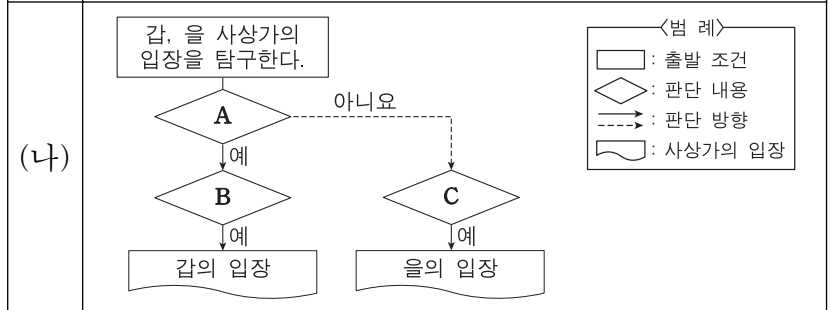 갑, 을 사상가의
입장을 탐구한다.
A
아니요
예
(나)
B
C
예
예
갑의 입장
을의 입장
〈범 례〉
: 출발 조건
: 판단 내용
: 판단 방향
: 사상가의 입장